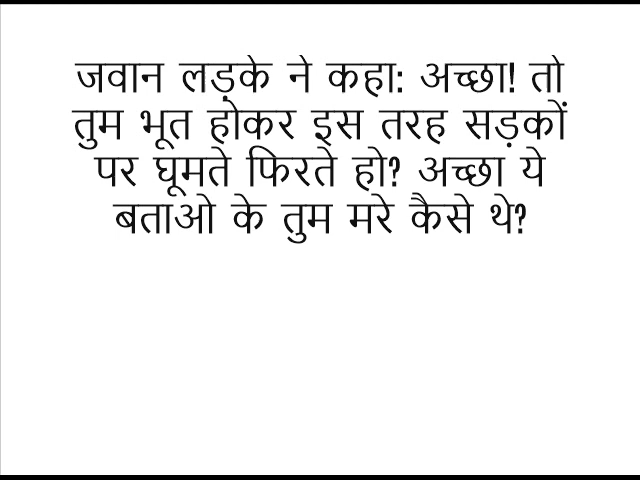 जवान लड़के ने कहा: अच्छा! तो
तुम भूत होकर इस तरह सड़कों
पर घूमते फिरते हो? अच्छा ये
बताओ के तुम मरे कैसे थे?